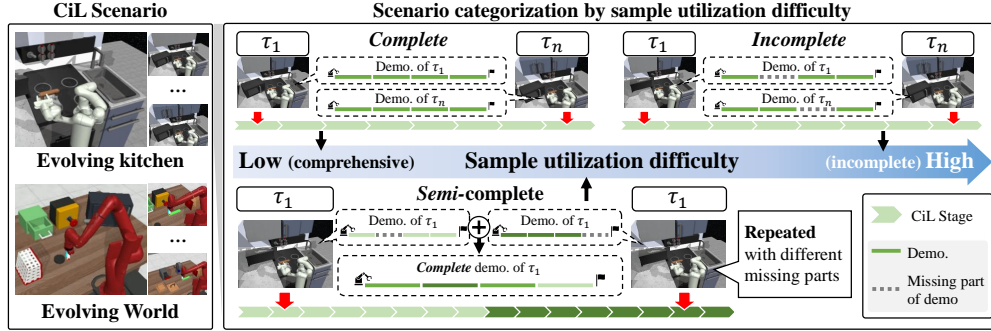 CiL Scenario
...
Evolving kitchen
...
Evolving World
Scenario categorization by sample utilization difficulty
τ1
Complete
τn
Demo. of τ1
Demo. of τn
τ1
Incomplete
τn
Demo. of τ1
Demo. of τn
Low (comprehensive)
Sample utilization difficulty
(incomplete) High
τ1
Semi-complete
τ1
Demo. of τ1
+
Demo. of τ1
Complete demo. of τ1
Repeated
with different
missing parts
CiL Stage
Demo.
Missing part
of demo